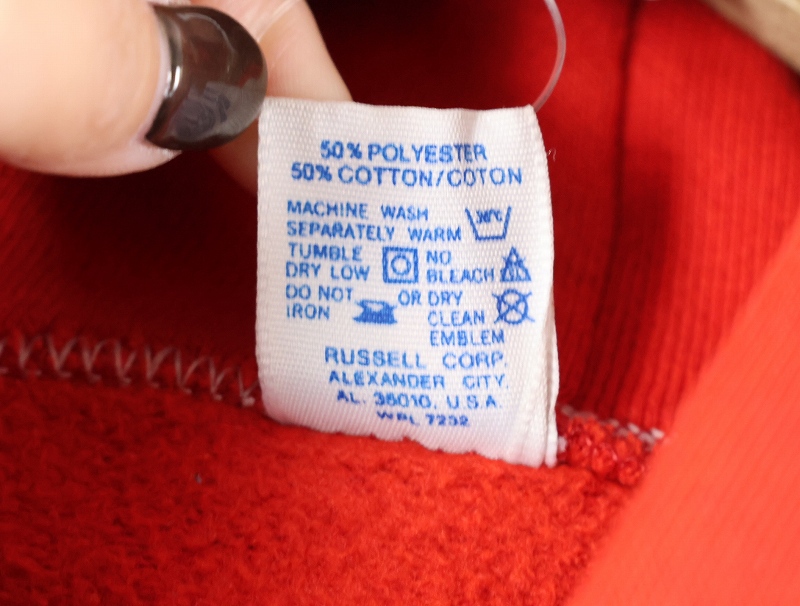 50% POLYESTER
50% COTTON/COTON
MACHINE WASH
SEPARATELY WARM
TUMBLE
DRY LOW
NO
BLEACH
DO NOT
IRON
OR DRY
CLEAN
EMBLEM
RUSSELL CORP.
ALEXANDER CITY,
AL. 35010, U.S.A.
WPL 7232